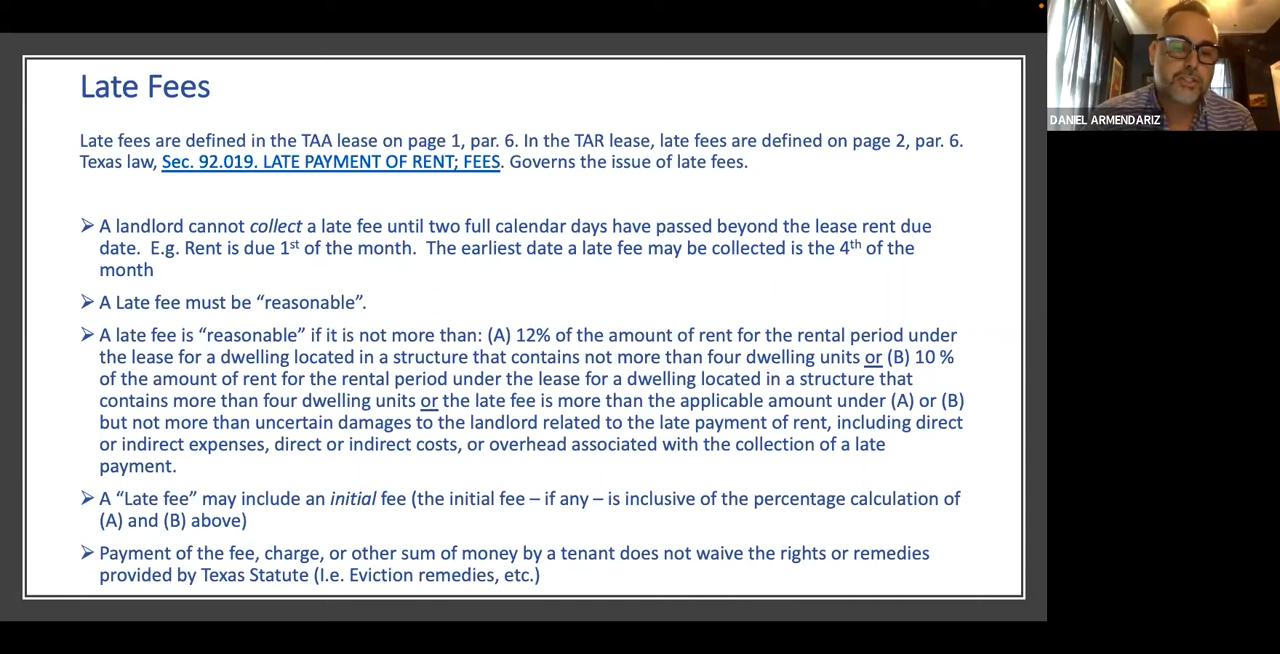 Late Fees
Late fees are defined in the TAA lease on page 1, par. 6. In the TAR lease, late fees are defined on page 2, par. 6.
Texas law, Sec. 92.019. LATE PAYMENT OF RENT; FEES. Governs the issue of late fees.
➢ A landlord cannot collect a late fee until two full calendar days have passed beyond the lease rent due
date. E.g. Rent is due 1st of the month. The earliest date a late fee may be collected is the 4th of the
month
➢ A Late fee must be “reasonable”.
➢ A late fee is “reasonable” if it is not more than: (A) 12% of the amount of rent for the rental period under
the lease for a dwelling located in a structure that contains not more than four dwelling units or (B) 10 %
of the amount of rent for the rental period under the lease for a dwelling located in a structure that
contains more than four dwelling units or the late fee is more than the applicable amount under (A) or (B)
but not more than uncertain damages to the landlord related to the late payment of rent, including direct
or indirect expenses, direct or indirect costs, or overhead associated with the collection of a late
payment.
➢ A “Late fee” may include an initial fee (the initial fee – if any – is inclusive of the percentage calculation of
(A) and (B) above)
➢ Payment of the fee, charge, or other sum of money by a tenant does not waive the rights or remedies
provided by Texas Statute (I.e. Eviction remedies, etc.)
DANIEL ARMENDARIZ